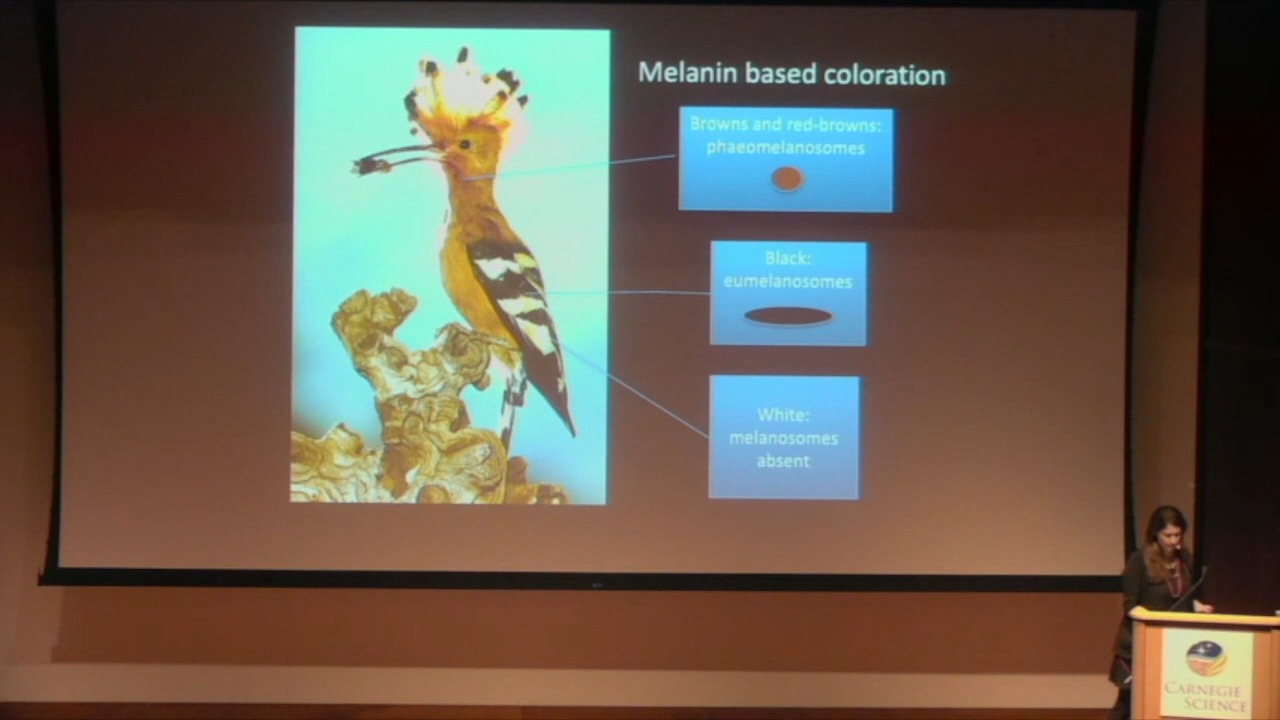 Melanin based coloration
Browns and red-browns:
phaeomelanosomes
Black:
eumelanosomes
White:
melanosomes
absent
CARNEGIE
SCIENCE